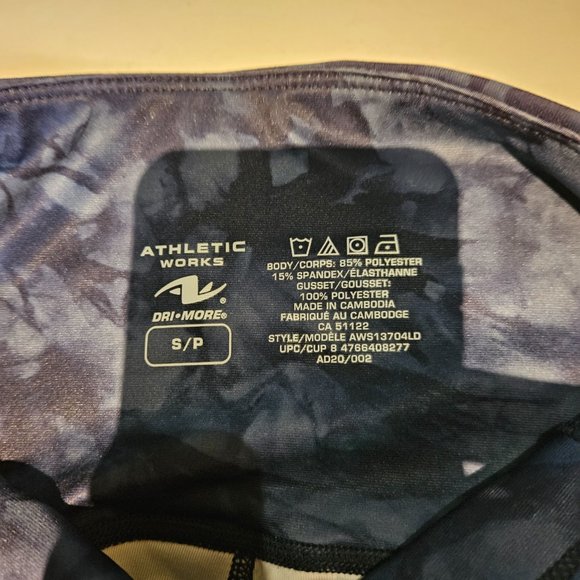 ATHLETIC
WORKS
®
DRI•MORE®
S/P
BODY/CORPS: 85% POLYESTER
15% SPANDEX/ÉLASTHANNE
GUSSET/GOUSSET:
100% POLYESTER
MADE IN CAMBODIA
FABRIQUÉ AU CAMBODGE
CA 51122
STYLE/MODÈLE AWS13704LD
UPC/CUP 8 4766408277
AD20/002